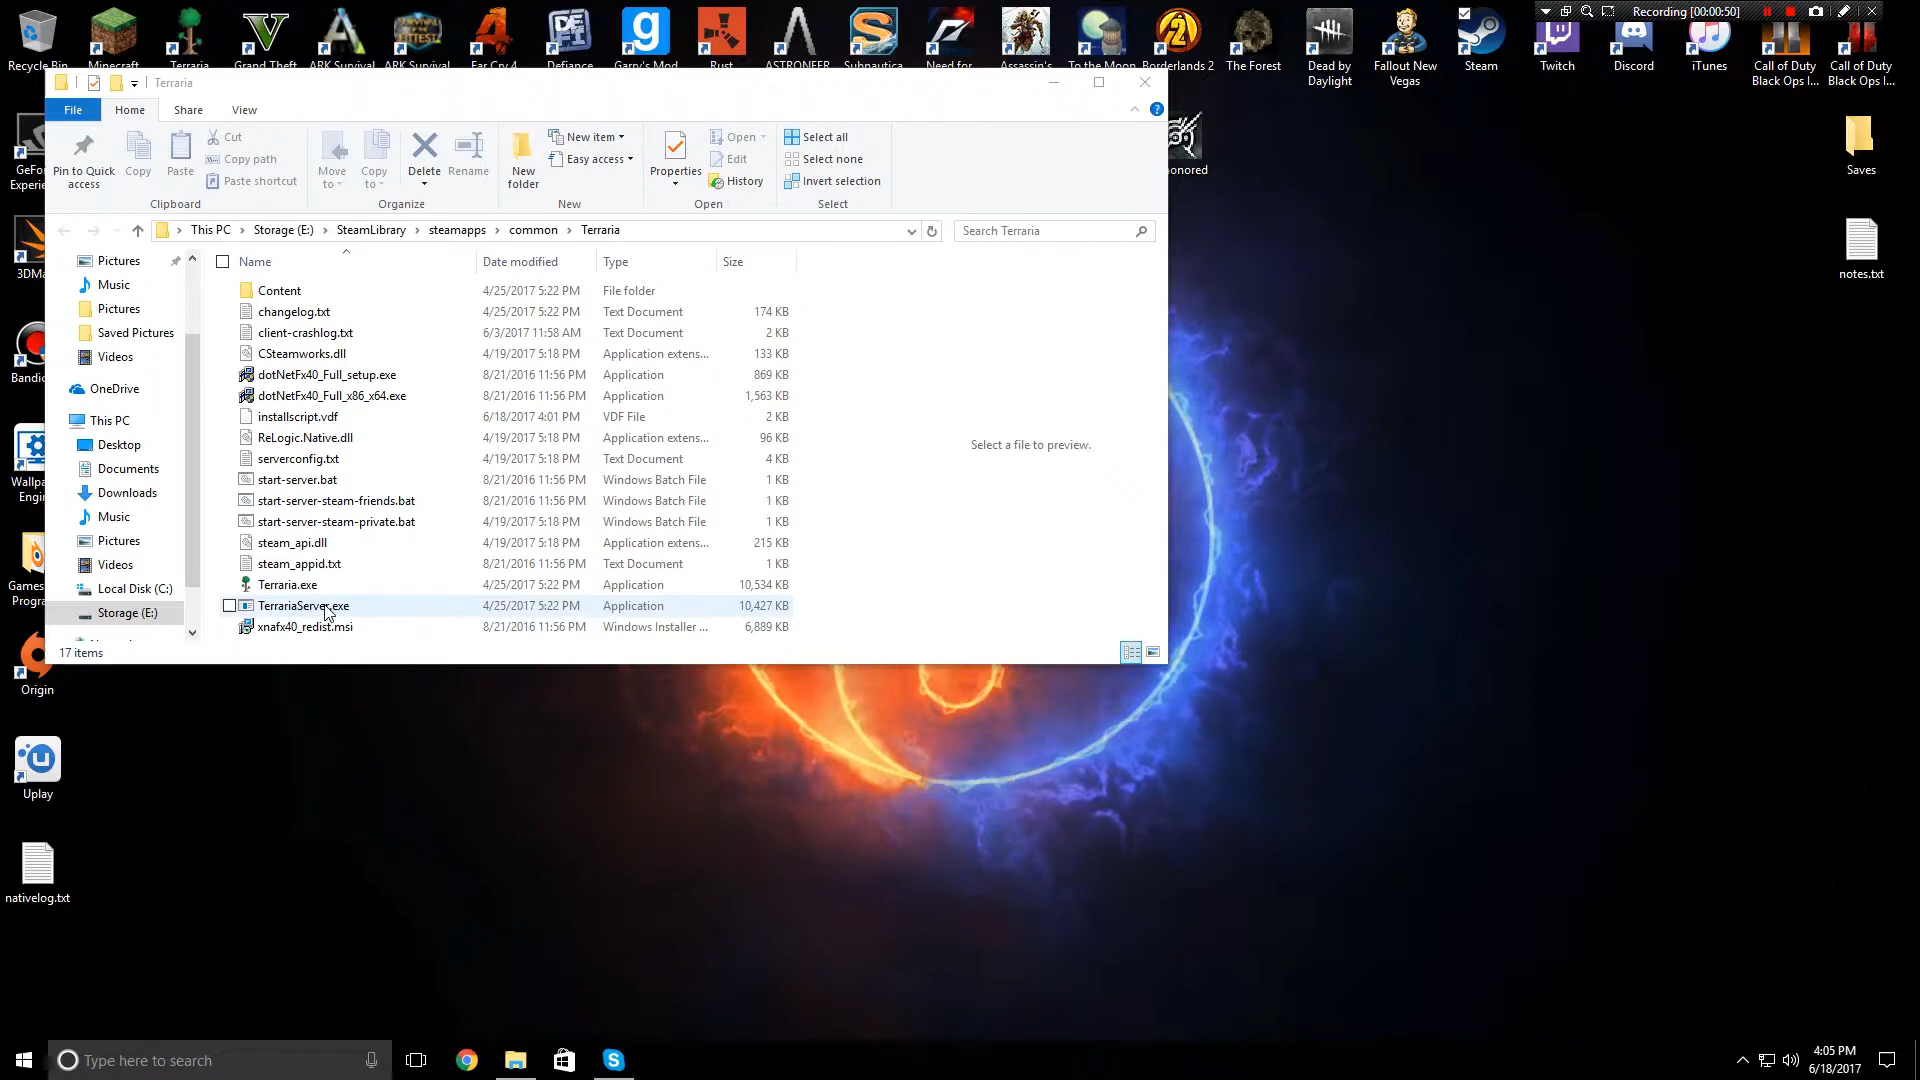 Recording [00:00:50]
Recycle Bin
Minecraft
Terraria
Grand Theft
ARK Survival
ARK Survival
Far Cry 4
Defiance
Garry's Mod
Rust
ASTRONEER
Subnautica
Need for
Assassin's
To the Moon
Borderlands 2
The Forest
Dead by
Daylight
Fallout New
Vegas
Steam
Twitch
Discord
iTunes
Call of Duty
Black Ops I...
Call of Duty
Black Ops I...
Terraria
File
Home
Share
View
Pin to Quick
access
Copy
Paste
Cut
Copy path
Paste shortcut
Clipboard
Move
to
Copy
to
Delete
Rename
Organize
New
folder
New item
Easy access
New
Properties
Open
Edit
History
Open
Select all
Select none
Invert selection
Select
This PC > Storage (E:) > SteamLibrary > steamapps > common > Terraria
Search Terraria
Pictures
Music
Pictures
Saved Pictures
Videos
OneDrive
This PC
Desktop
Documents
Downloads
Music
Pictures
Videos
Local Disk (C:)
Storage (E:)
Name Date modified Type Size
Content 4/25/2017 5:22 PM File folder
changelog.txt 4/25/2017 5:22 PM Text Document 174 KB
client-crashlog.txt 6/3/2017 11:58 AM Text Document 2 KB
CSteamworks.dll 4/19/2017 5:18 PM Application extens... 133 KB
dotNetFx40_Full_setup.exe 8/21/2016 11:56 PM Application 869 KB
dotNetFx40_Full_x86_x64.exe 8/21/2016 11:56 PM Application 1,563 KB
installscript.vdf 6/18/2017 4:01 PM VDF File 2 KB
ReLogic.Native.dll 4/19/2017 5:18 PM Application extens... 96 KB
serverconfig.txt 4/19/2017 5:18 PM Text Document 4 KB
start-server.bat 8/21/2016 11:56 PM Windows Batch File 1 KB
start-server-steam-friends.bat 8/21/2016 11:56 PM Windows Batch File 1 KB
start-server-steam-private.bat 4/19/2017 5:18 PM Windows Batch File 1 KB
steam_api.dll 4/19/2017 5:18 PM Application extens... 215 KB
steam_appid.txt 8/21/2016 11:56 PM Text Document 1 KB
Terraria.exe 4/25/2017 5:22 PM Application 10,534 KB
TerrariaServer.exe 4/25/2017 5:22 PM Application 10,427 KB
xnafx40_redist.msi 8/21/2016 11:56 PM Windows Installer ... 6,889 KB
Select a file to preview.
17 items
GeFo
Experie
3DMa
Bandic
Wallpa
Engin
Games
Progra
Origin
Uplay
nativelog.txt
honored
Saves
notes.txt
Type here to search
4:05 PM
6/18/2017